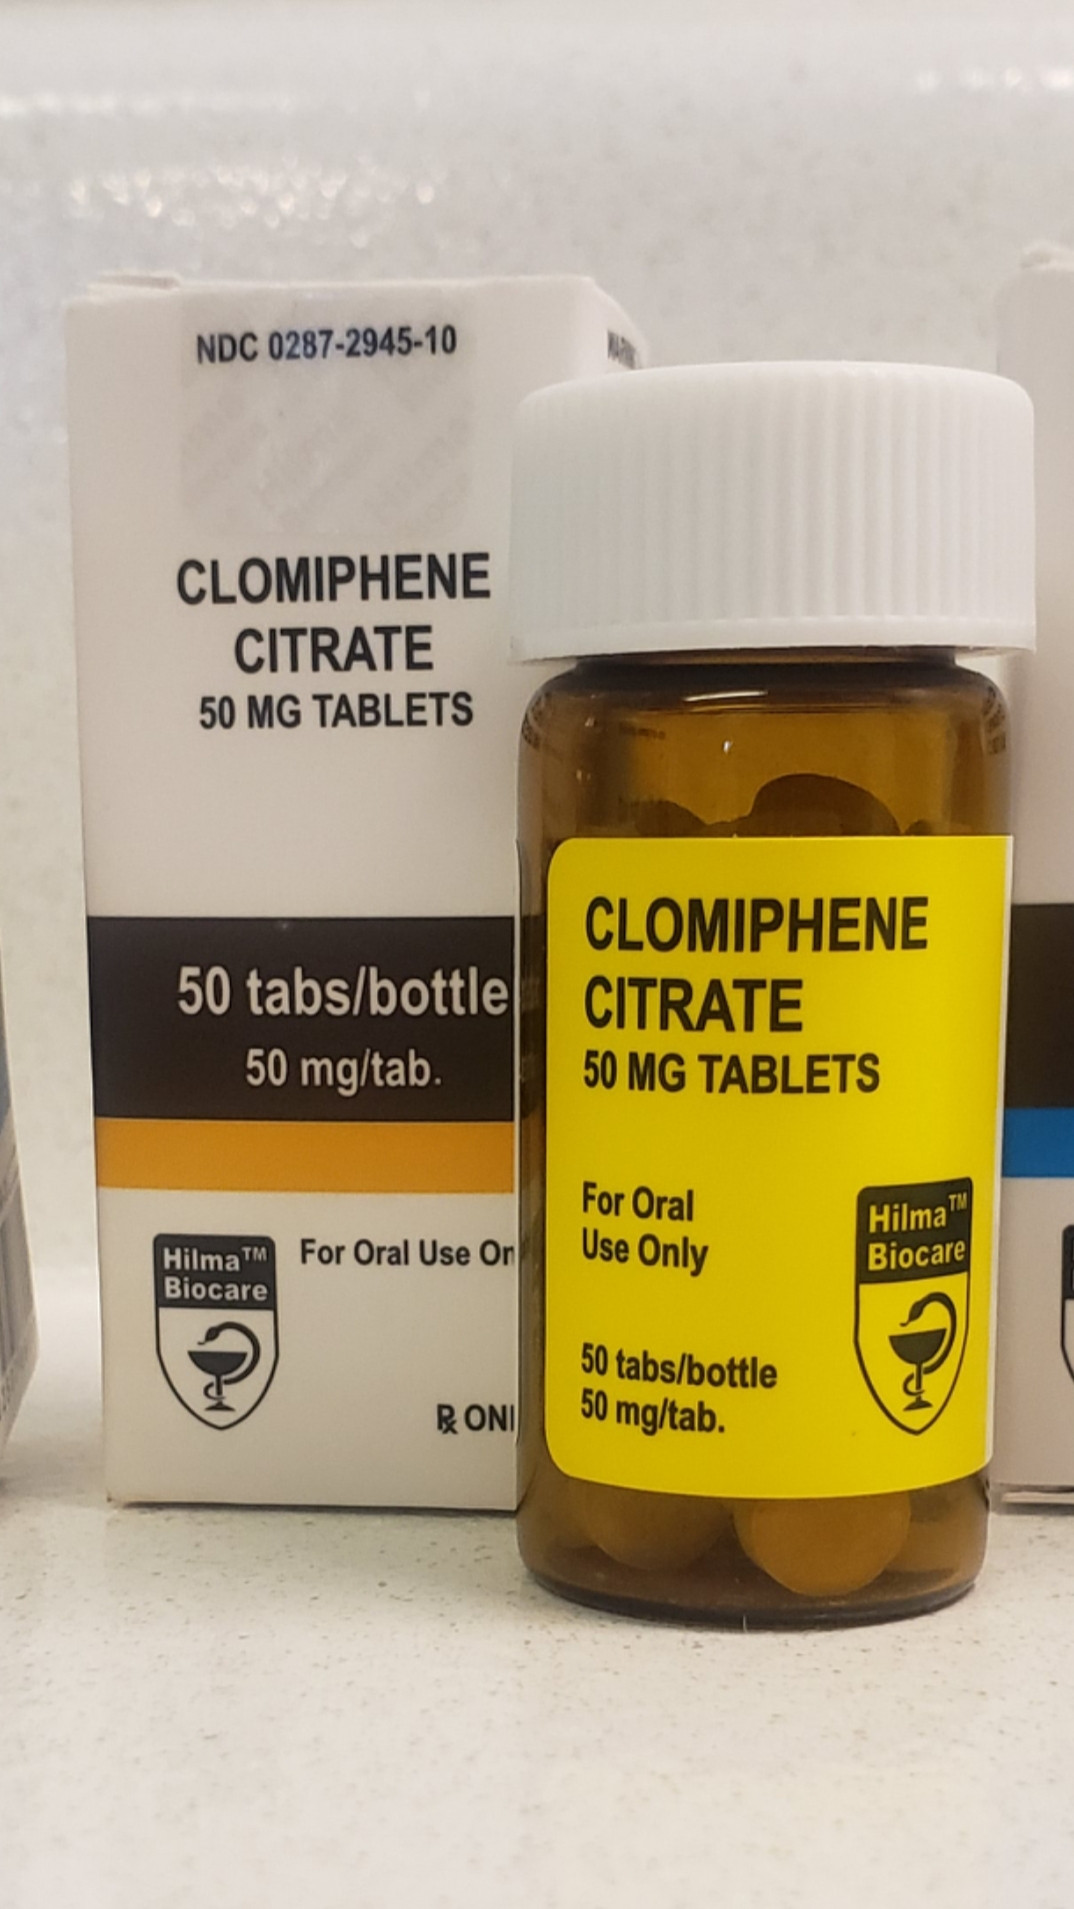 NDC 0287-2945-10
CLOMIPHENE
CITRATE
50 MG TABLETS
50 tabs/bottle
50 mg/tab.
Hilma™
Biocare
For Oral Use
℞ ONL
CLOMIPHENE
CITRATE
50 MG TABLETS
For Oral
Use Only
Hilma™
Biocare
50 tabs/bottle
50 mg/tab.